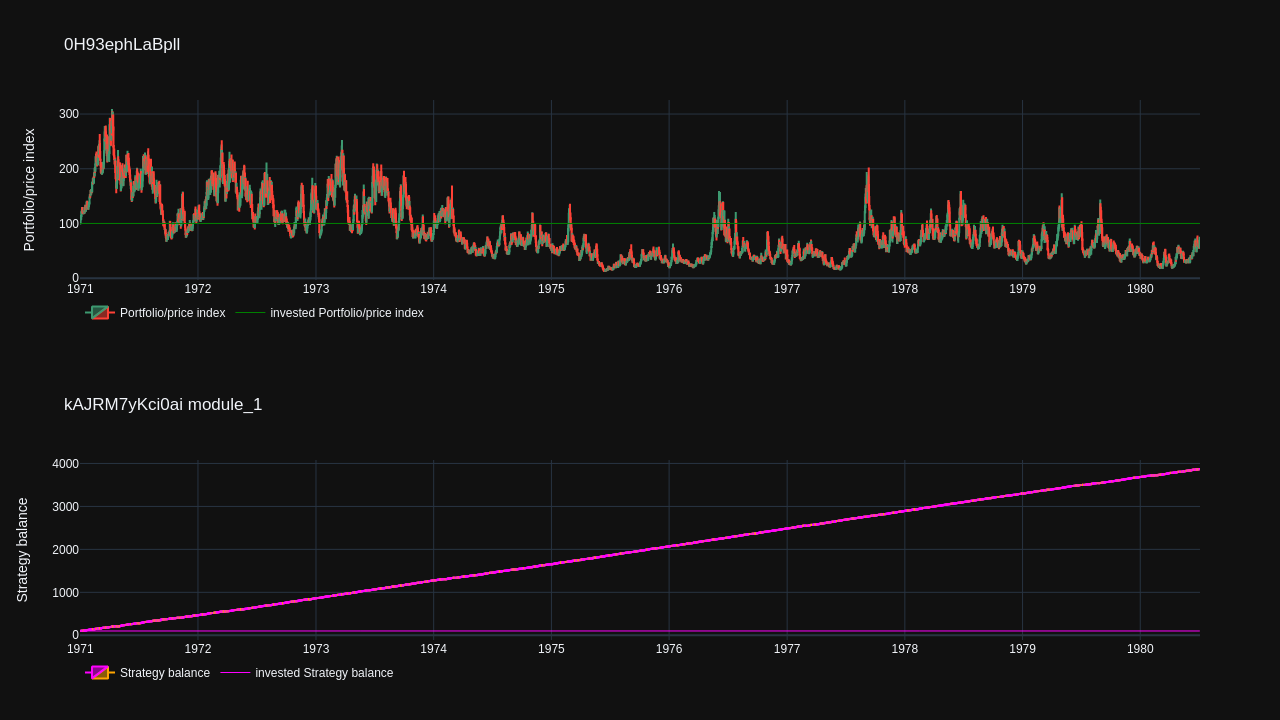 0H93ephLaBpll
Portfolio/price index
300
200
100
0
1971 1972 1973 1974 1975 1976 1977 1978 1979 1980
Portfolio/price index invested Portfolio/price index
kAJRM7yKci0ai module_1
Strategy balance
4000
3000
2000
1000
0
1971 1972 1973 1974 1975 1976 1977 1978 1979 1980
Strategy balance invested Strategy balance